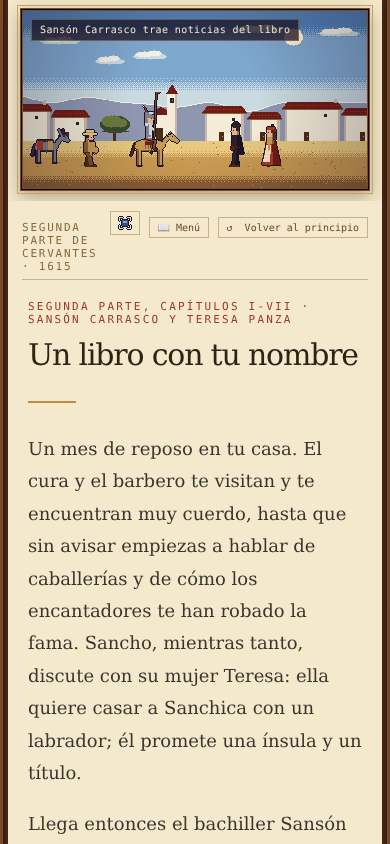 Sansón Carrasco trae noticias del libro
SEGUNDA
PARTE DE
CERVANTES
· 1615
📖 Menú
↺ Volver al principio
SEGUNDA PARTE, CAPÍTULOS I-VII ·
SANSÓN CARRASCO Y TERESA PANZA
Un libro con tu nombre
Un mes de reposo en tu casa. El
cura y el barbero te visitan y te
encuentran muy cuerdo, hasta que
sin avisar empiezas a hablar de
caballerías y de cómo los
encantadores te han robado la
fama. Sancho, mientras tanto,
discute con su mujer Teresa: ella
quiere casar a Sanchica con un
labrador; él promete una ínsula y un
título.
Llega entonces el bachiller Sansón